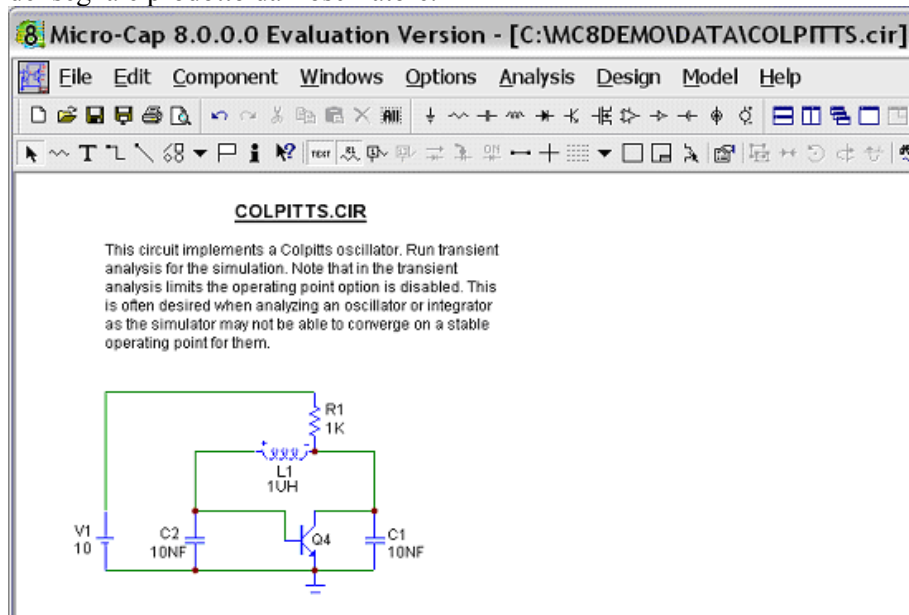 8 Micro-Cap 8.0.0.0 Evaluation Version - [C:\MC8DEMO\DATA\COLPITTS.cir]
File Edit Component Windows Options Analysis Design Model Help
T TEXT
COLPITTS.CIR
This circuit implements a Colpitts oscillator. Run transient
analysis for the simulation. Note that in the transient
analysis limits the operating point option is disabled. This
is often desired when analyzing an oscillator or integrator
as the simulator may not be able to converge on a stable
operating point for them.
R1
1K
L1
1UH
V1
10
C2
10NF
Q4
C1
10NF